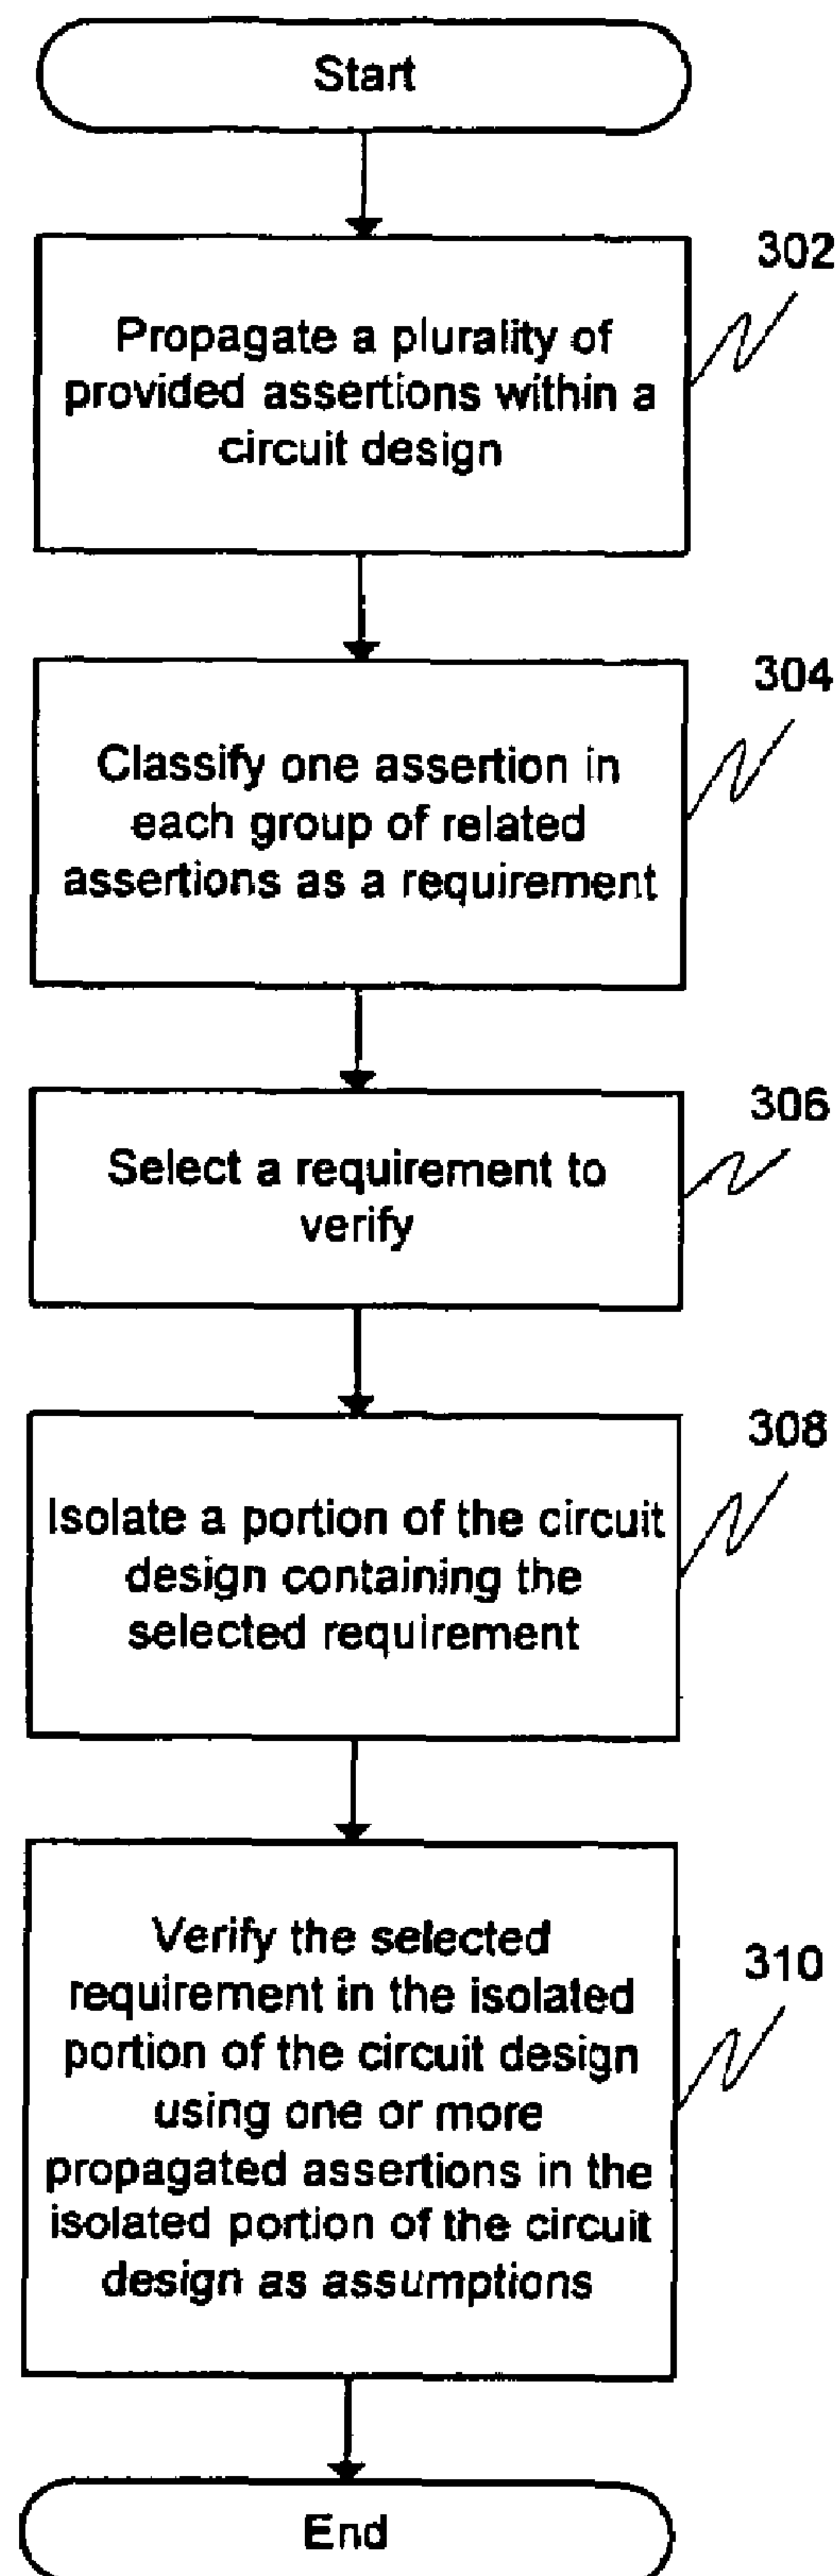 Start
302
Propagate a plurality of
provided assertions within a
circuit design
304
Classify one assertion in
each group of related
assertions as a requirement
306
Select a requirement to
verify
308
Isolate a portion of the circuit
design containing the
selected requirement
310
Verify the selected
requirement in the isolated
portion of the circuit design
using one or more
propagated assertions in the
isolated portion of the circuit
design as assumptions
End